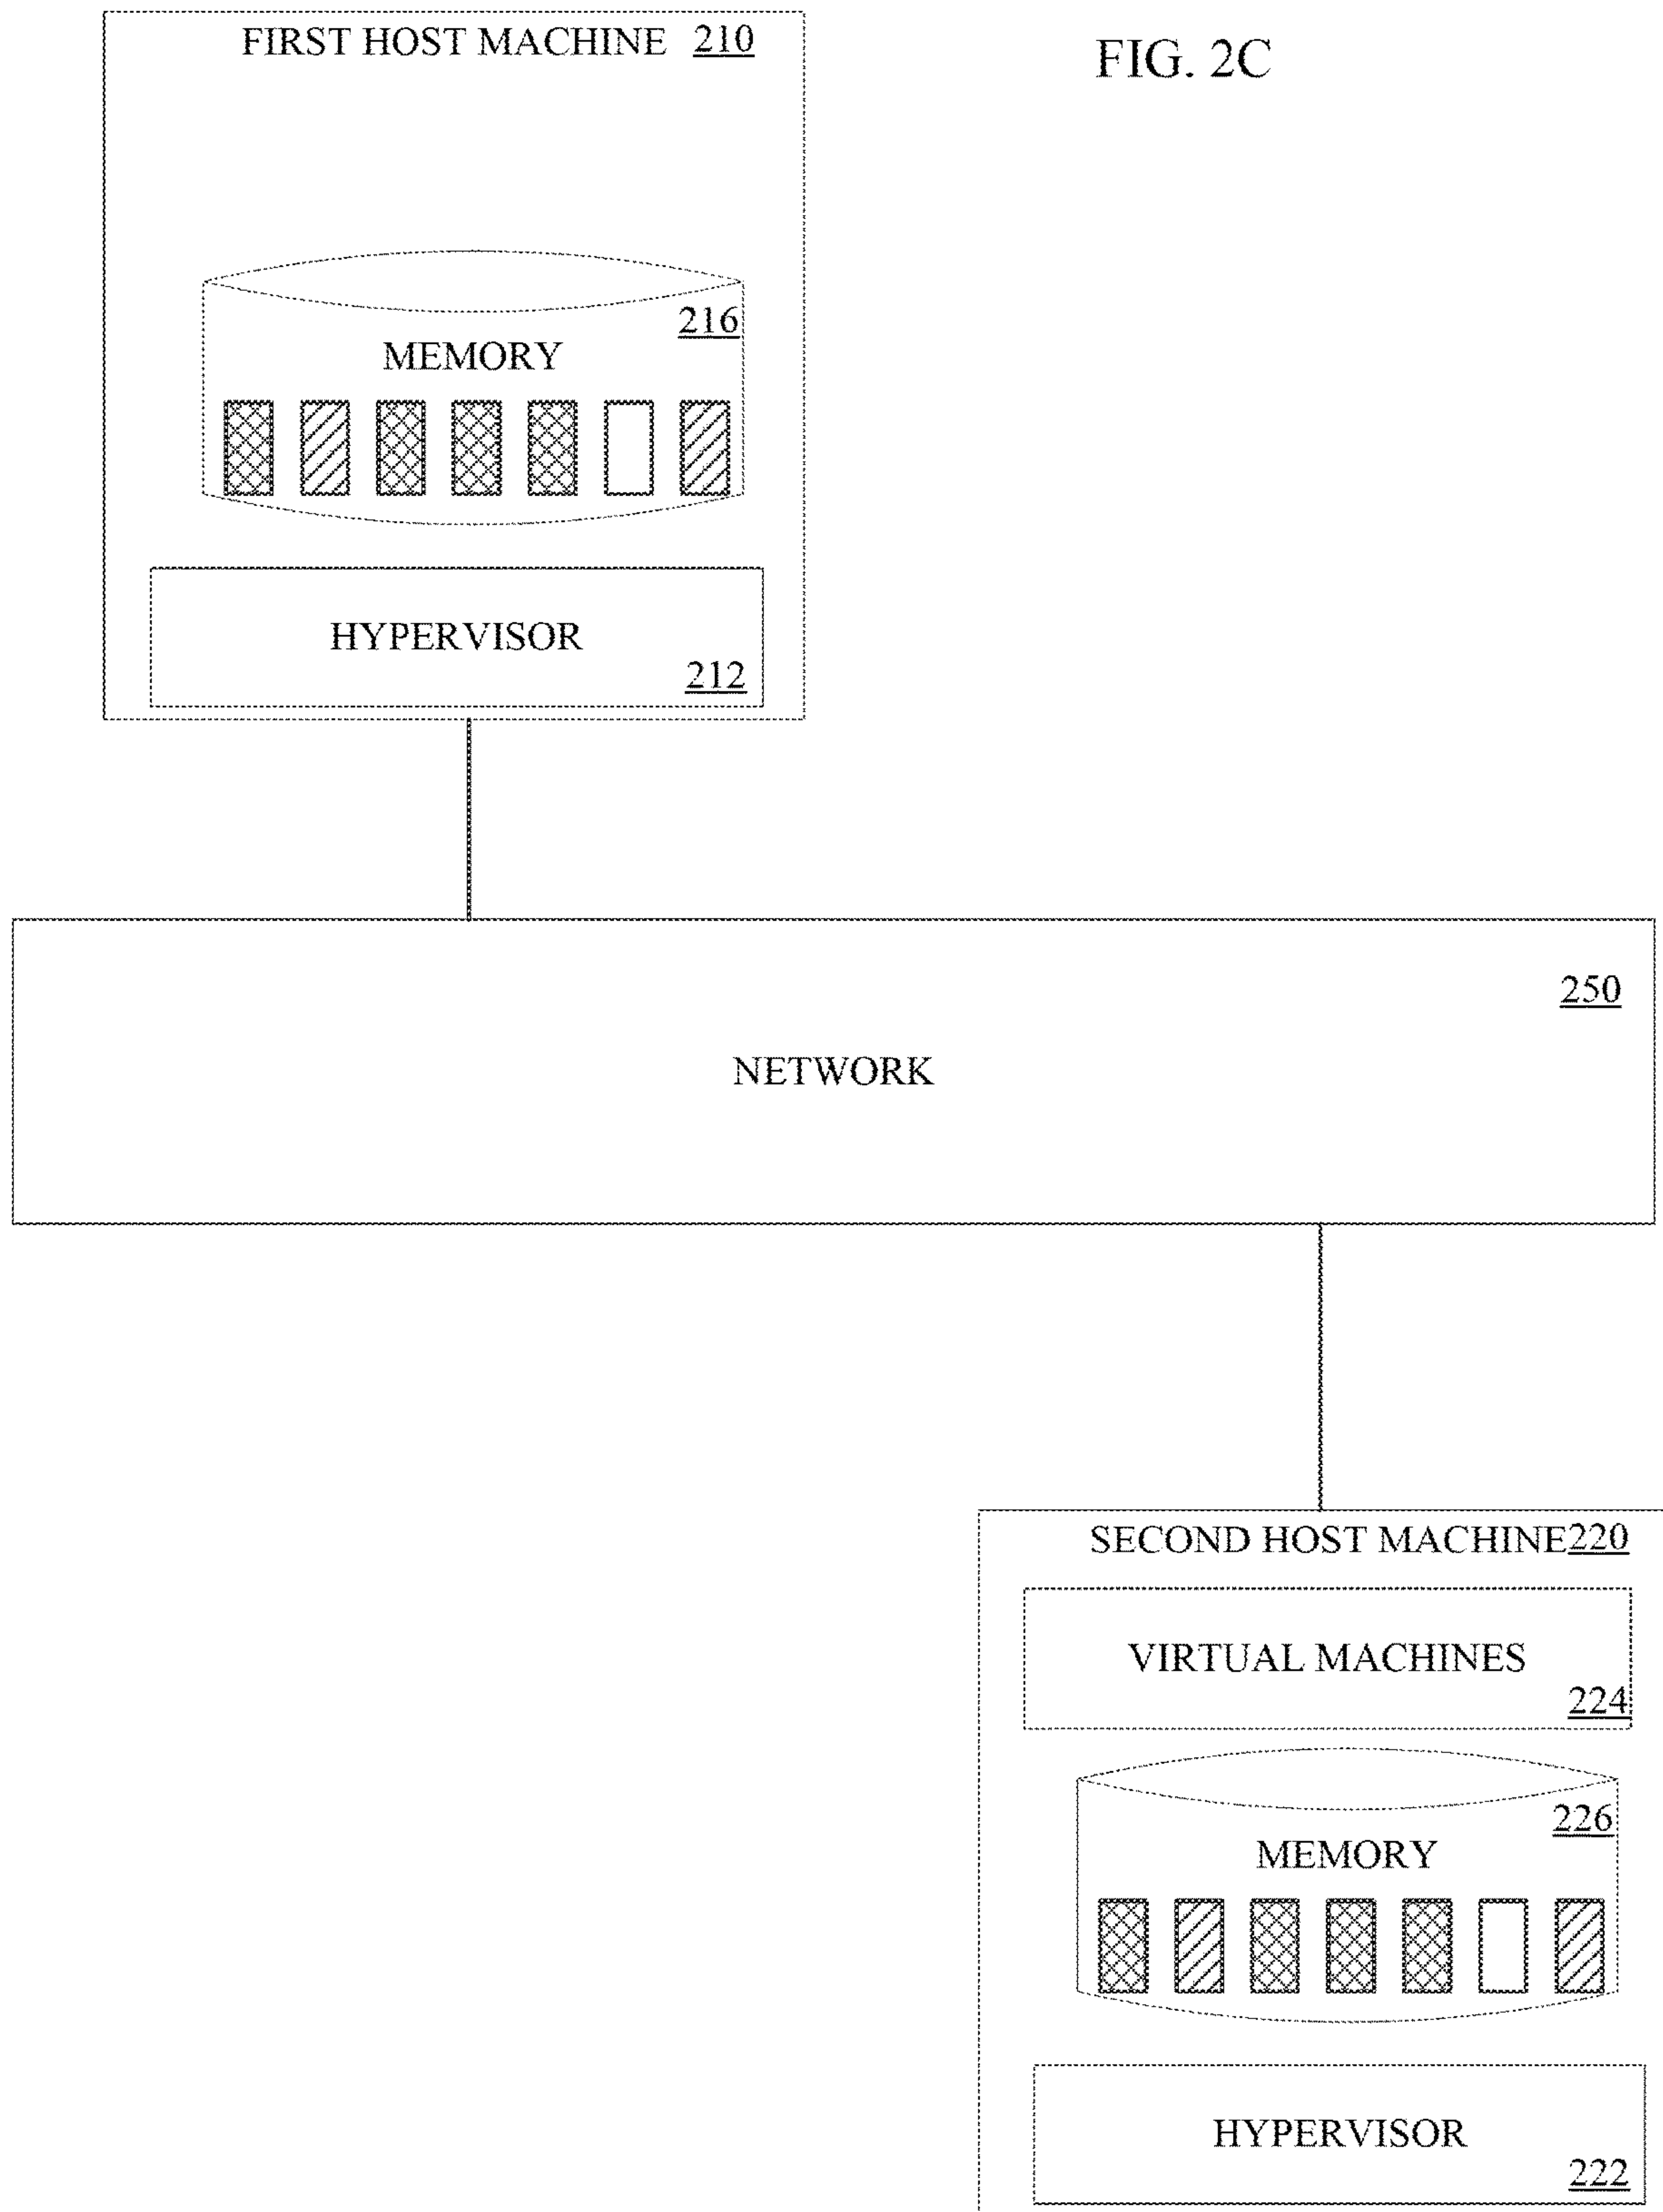 FIRST HOST MACHINE 210
FIG. 2C
216
MEMORY
HYPERVISOR
212
250
NETWORK
SECOND HOST MACHINE220
VIRTUAL MACHINES
224
226
MEMORY
HYPERVISOR
222